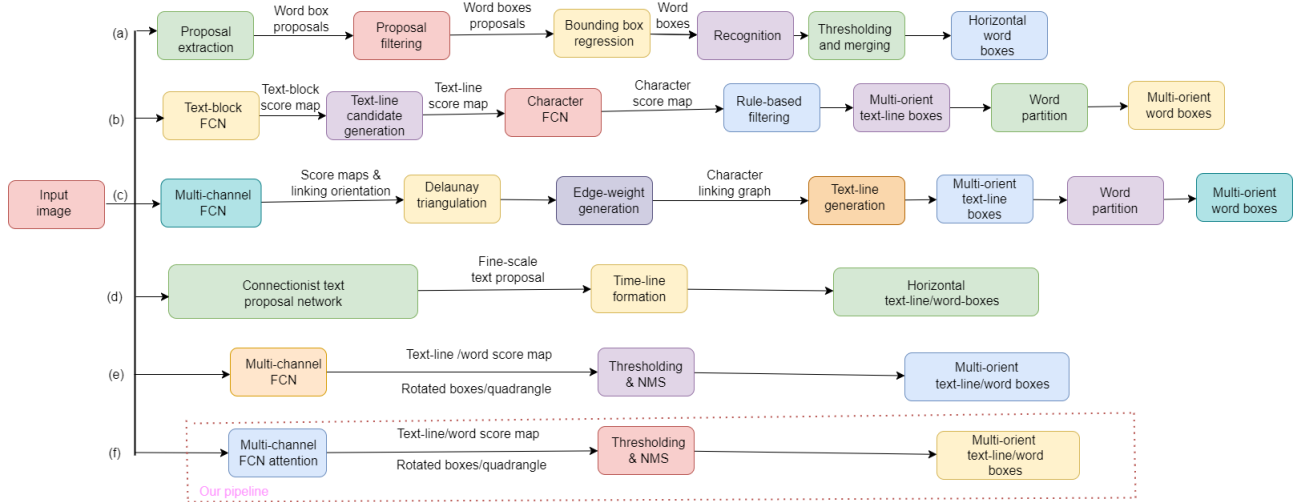 (a)
Proposal
extraction
Word box
proposals
Proposal
filtering
Word boxes
proposals
Bounding box
regression
Word
boxes
Recognition
Thresholding
and merging
Horizontal
word
boxes
(b)
Text-block
FCN
Text-block
score map
Text-line
candidate
generation
Text-line
score map
Character
FCN
Character
score map
Rule-based
filtering
Multi-orient
text-line boxes
Word
partition
Multi-orient
word boxes
Input
image
(c)
Multi-channel
FCN
Score maps &
linking orientation
Delaunay
triangulation
Edge-weight
generation
Character
linking graph
Text-line
generation
Multi-orient
text-line
boxes
Word
partition
Multi-orient
word boxes
(d)
Connectionist text
proposal network
Fine-scale
text proposal
Time-line
formation
Horizontal
text-line/word-boxes
(e)
Multi-channel
FCN
Text-line /word score map
Rotated boxes/quadrangle
Thresholding
& NMS
Multi-orient
text-line/word boxes
(f)
Multi-channel
FCN attention
Text-line/word score map
Rotated boxes/quadrangle
Thresholding
& NMS
Multi-orient
text-line/word
boxes
Our pipeline